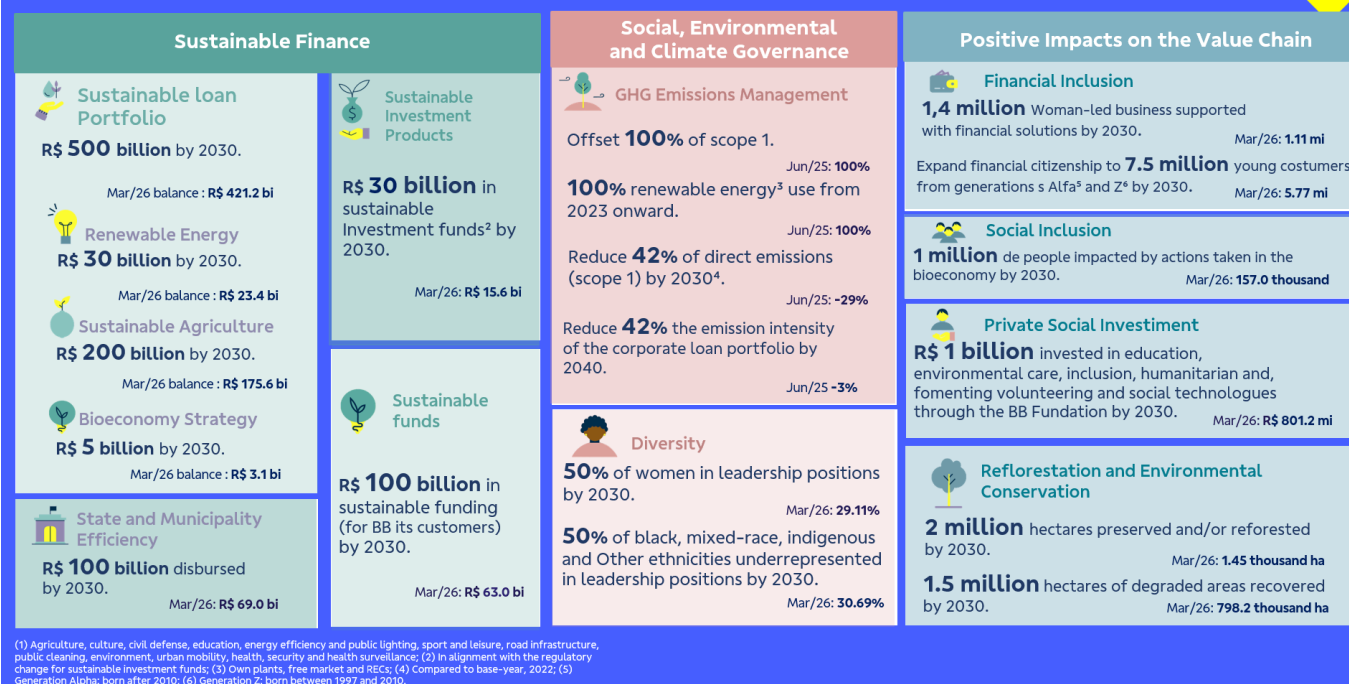 Sustainable Finance
Sustainable loan
Portfolio
R$ 500 billion by 2030.
Mar/26 balance : R$ 421.2 bi
Renewable Energy
R$ 30 billion by 2030.
Mar/26 balance : R$ 23.4 bi
Sustainable Agriculture
R$ 200 billion by 2030.
Mar/26 balance : R$ 175.6 bi
Bioeconomy Strategy
R$ 5 billion by 2030.
Mar/26 balance : R$ 3.1 bi
State and Municipality
Efficiency
R$ 100 billion disbursed
by 2030.
Mar/26: R$ 69.0 bi
Sustainable
Investment
Products
R$ 30 billion in
sustainable
Investment funds² by
2030.
Mar/26: R$ 15.6 bi
Sustainable
funds
R$ 100 billion in
sustainable funding
(for BB its customers)
by 2030.
Mar/26: R$ 63.0 bi
Social, Environmental
and Climate Governance
GHG Emissions Management
Offset 100% of scope 1.
Jun/25: 100%
100% renewable energy³ use from
2023 onward.
Jun/25: 100%
Reduce 42% of direct emissions
(scope 1) by 2030⁴.
Jun/25: -29%
Reduce 42% the emission intensity
of the corporate loan portfolio by
2040.
Jun/25 -3%
Diversity
50% of women in leadership positions
by 2030.
Mar/26: 29.11%
50% of black, mixed-race, indigenous
and Other ethnicities underrepresented
in leadership positions by 2030.
Mar/26: 30.69%
Positive Impacts on the Value Chain
Financial Inclusion
1,4 million Woman-led business supported
with financial solutions by 2030.
Mar/26: 1.11 mi
Expand financial citizenship to 7.5 million young costumers
from generations s Alfa⁵ and Z⁶ by 2030.
Mar/26: 5.77 mi
Social Inclusion
1 million de people impacted by actions taken in the
bioeconomy by 2030.
Mar/26: 157.0 thousand
Private Social Investiment
R$ 1 billion invested in education,
environmental care, inclusion, humanitarian and,
fomenting volunteering and social technologues
through the BB Fundation by 2030.
Mar/26: R$ 801.2 mi
Reflorestation and Environmental
Conservation
2 million hectares preserved and/or reforested
by 2030.
Mar/26: 1.45 thousand ha
1.5 million hectares of degraded areas recovered
by 2030.
Mar/26: 798.2 thousand ha
(1) Agriculture, culture, civil defense, education, energy efficiency and public lighting, sport and leisure, road infrastructure,
public cleaning, environment, urban mobility, health, security and health surveillance; (2) In alignment with the regulatory
change for sustainable investment funds; (3) Own plants, free market and RECs; (4) Compared to base-year, 2022; (5)
Generation Alpha: born after 2010; (6) Generation Z: born between 1997 and 2010.